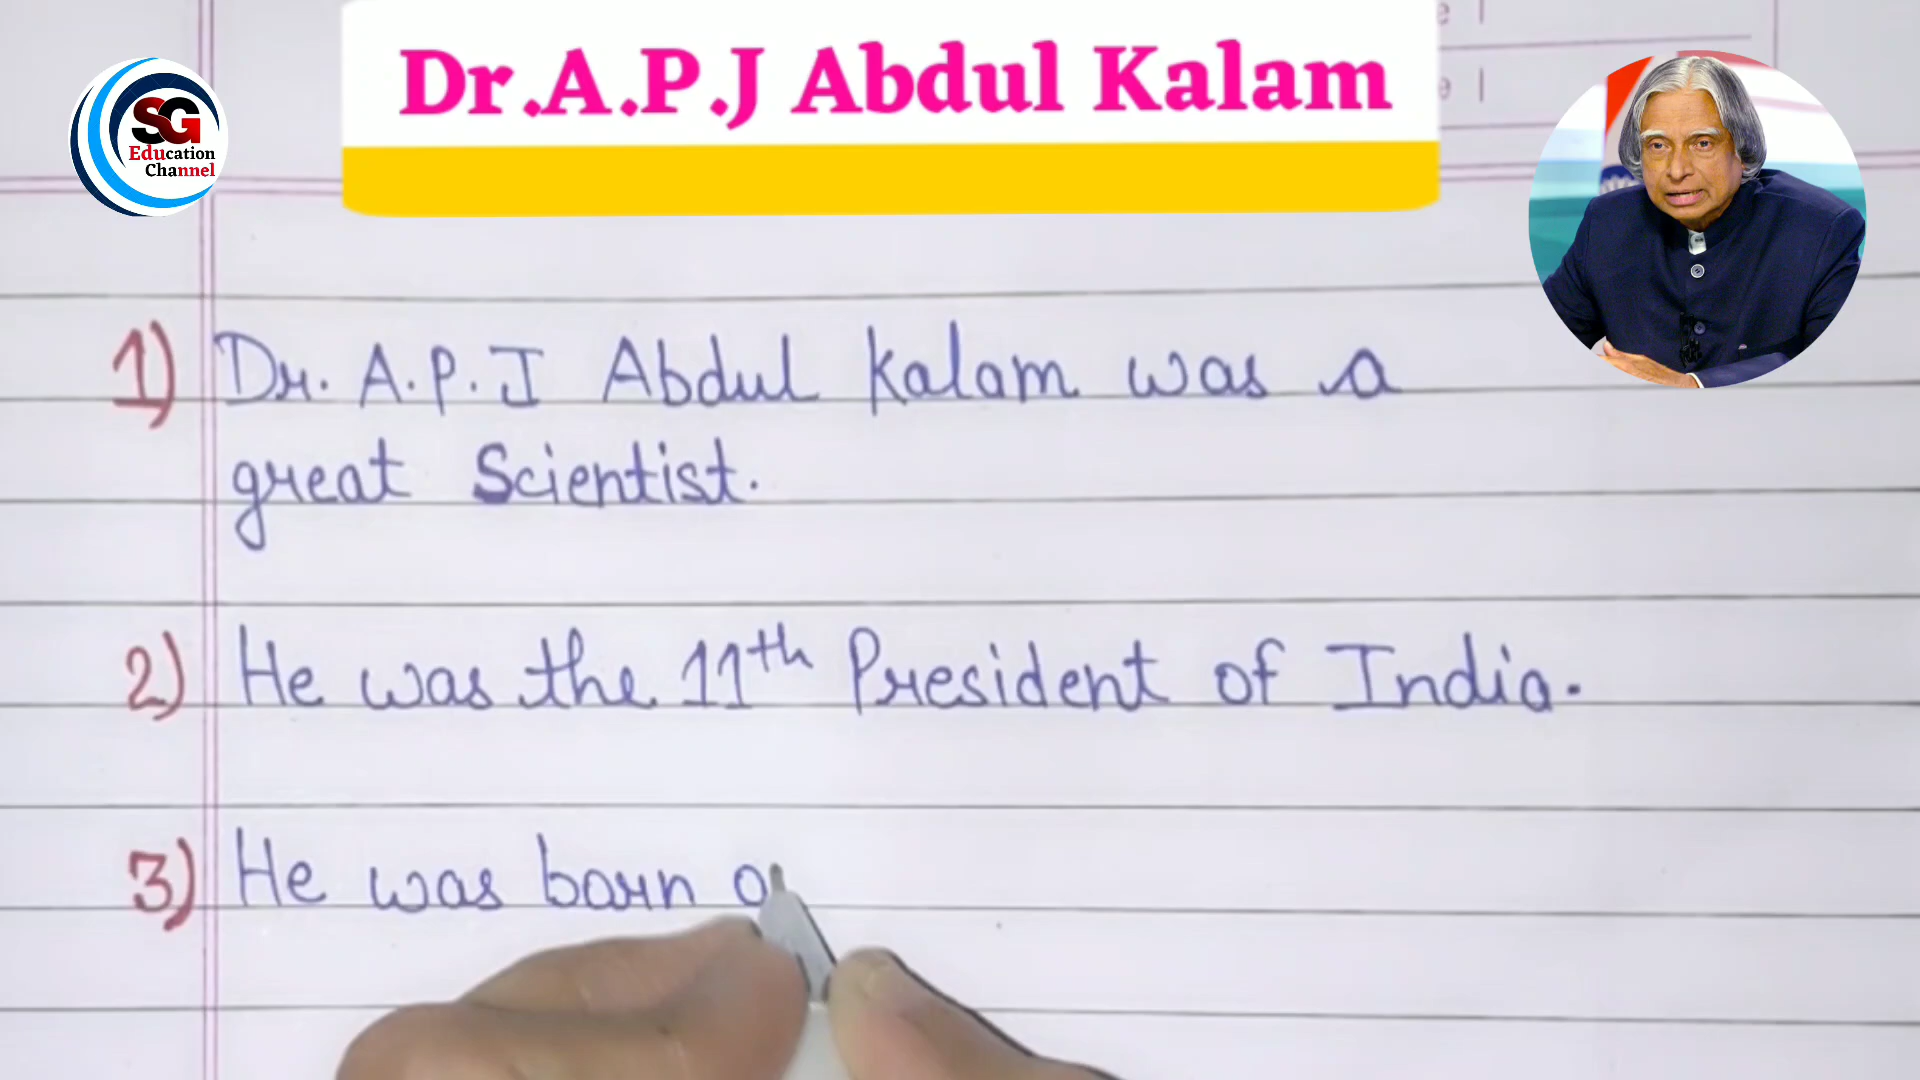 Dr.A.P.J Abdul Kalam
SG
Education
Channel
1) Dr. A.P.J Abdul Kalam was a
great Scientist.
2) He was the 11th President of India.
3) He was born o